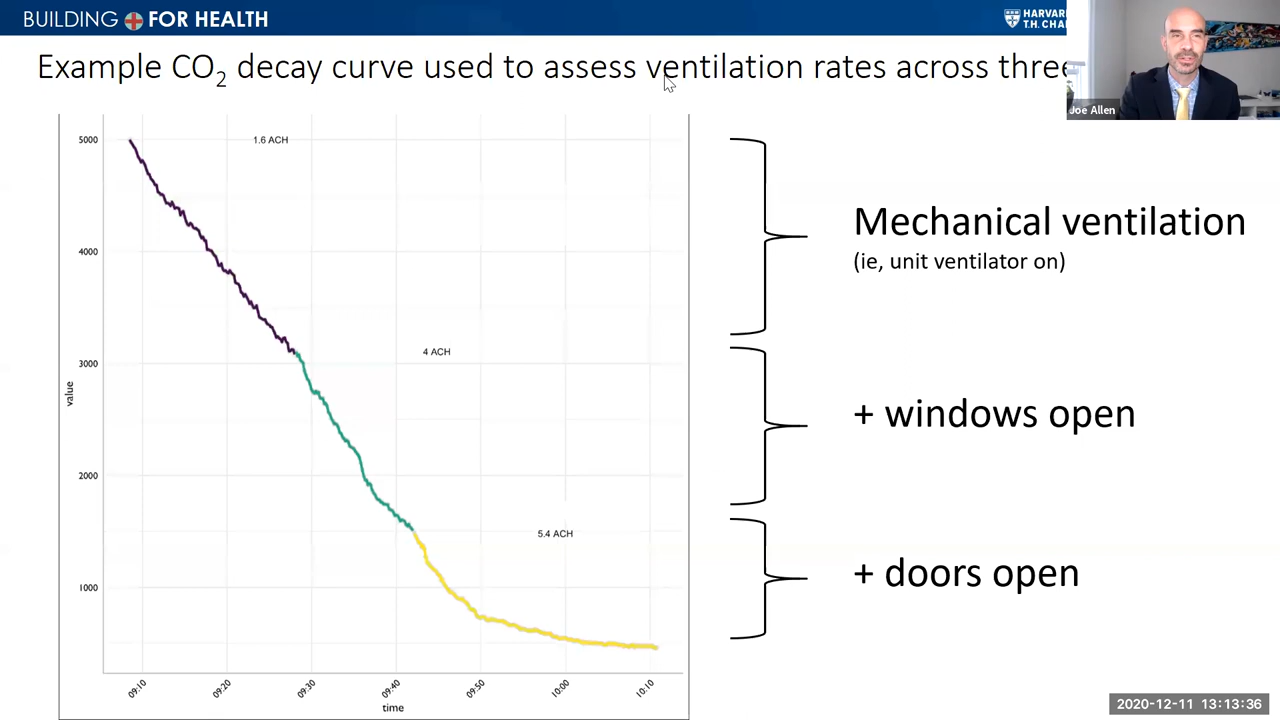 BUILDING FOR HEALTH
HARVAR
T.H. CHA
Example CO₂ decay curve used to assess ventilation rates across three
Joe Allen
5000
4000
3000
2000
1000
value
1.6 ACH
4 ACH
5.4 ACH
09:10
09:20
09:30
09:40
09:50
10:00
10:10
time
Mechanical ventilation
(ie, unit ventilator on)
+ windows open
+ doors open
2020-12-11 13:13:36